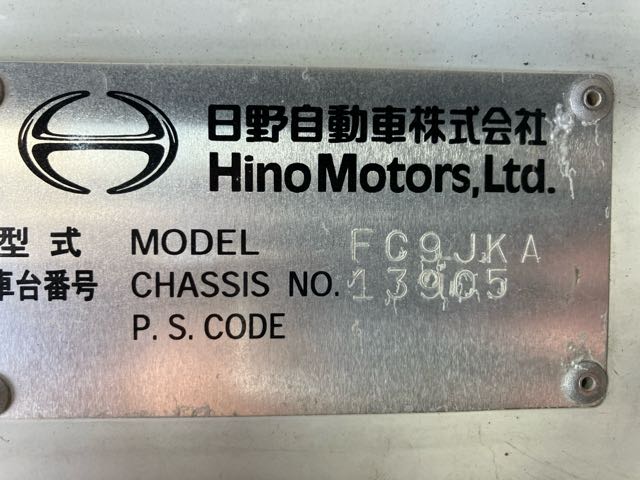 日野自動車株式会社
Hino Motors, Ltd.
型式 MODEL FC9JKA
車台番号 CHASSIS NO. 13905
P. S. CODE